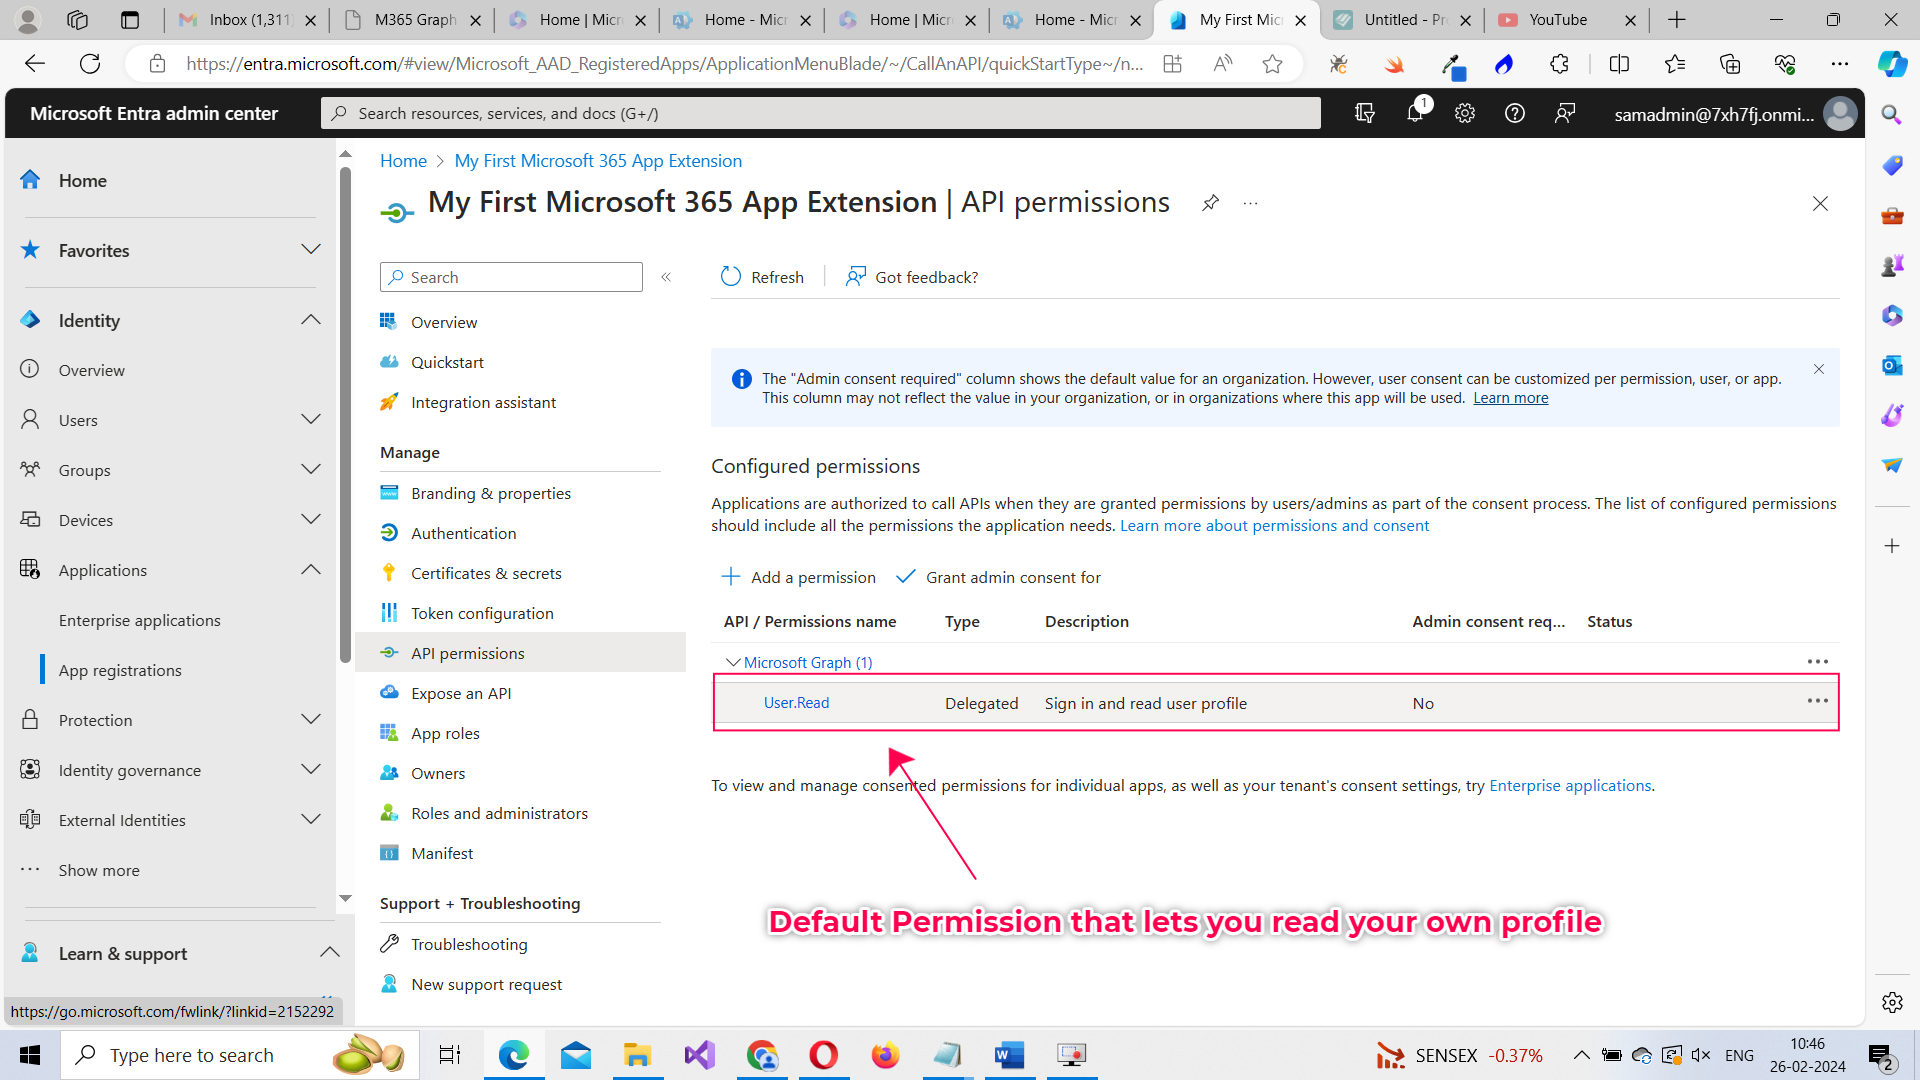 Inbox (1,311)
M365 Graph
Home | Micr
Home - Micr
Home | Micr
Home - Micr
My First Mic
Untitled - Pr
YouTube
https://entra.microsoft.com/#view/Microsoft_AAD_RegisteredApps/ApplicationMenuBlade/~/CallAnAPI/quickStartType~/n...
Microsoft Entra admin center
Search resources, services, and docs (G+/)
1
samadmin@7xh7fj.onmi...
Home
Favorites
Identity
Overview
Users
Groups
Devices
Applications
Enterprise applications
App registrations
Protection
Identity governance
External Identities
Show more
Learn & support
https://go.microsoft.com/fwlink/?linkid=2152292
Home > My First Microsoft 365 App Extension
My First Microsoft 365 App Extension | API permissions
Search
Overview
Quickstart
Integration assistant
Manage
Branding & properties
Authentication
Certificates & secrets
Token configuration
API permissions
Expose an API
App roles
Owners
Roles and administrators
Manifest
Support + Troubleshooting
Troubleshooting
New support request
Refresh
Got feedback?
The "Admin consent required" column shows the default value for an organization. However, user consent can be customized per permission, user, or app.
This column may not reflect the value in your organization, or in organizations where this app will be used. Learn more
Configured permissions
Applications are authorized to call APIs when they are granted permissions by users/admins as part of the consent process. The list of configured permissions
should include all the permissions the application needs. Learn more about permissions and consent
Add a permission
Grant admin consent for
API / Permissions name Type Description Admin consent req... Status
Microsoft Graph (1)
User.Read Delegated Sign in and read user profile No
To view and manage consented permissions for individual apps, as well as your tenant's consent settings, try Enterprise applications.
Default Permission that lets you read your own profile
Type here to search
SENSEX -0.37%
ENG
10:46
26-02-2024
2